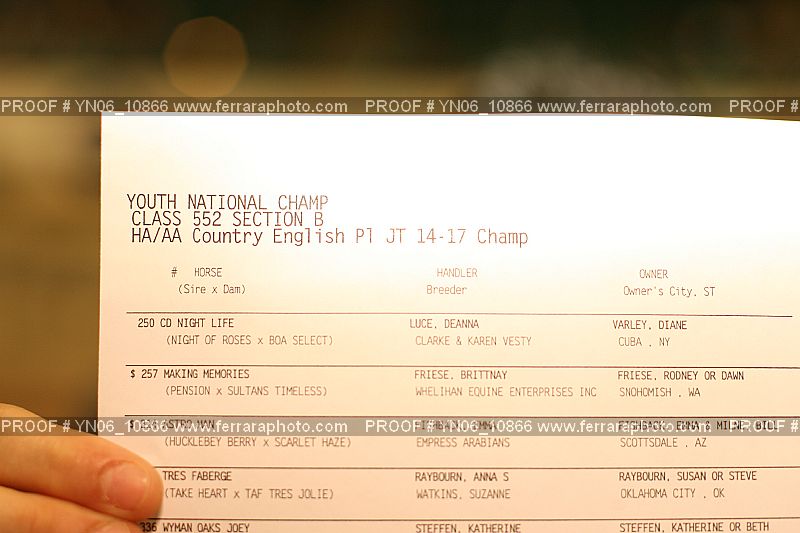 PROOF # YN06_10866 www.ferraraphoto.com PROOF # YN06_10866 www.ferraraphoto.com PROOF #
YOUTH NATIONAL CHAMP
CLASS 552 SECTION B
HA/AA Country English Pl JT 14-17 Champ
# HORSE HANDLER OWNER
(Sire x Dam) Breeder Owner's City, ST
250 CD NIGHT LIFE LUCE, DEANNA VARLEY, DIANE
(NIGHT OF ROSES x BOA SELECT) CLARKE & KAREN VESTY CUBA , NY
$ 257 MAKING MEMORIES FRIESE, BRITTNAY FRIESE, RODNEY OR DAWN
(PENSION x SULTANS TIMELESS) WHELIHAN EQUINE ENTERPRISES INC SNOHOMISH , WA
PROOF # YN06_10866 www.ferraraphoto.com PROOF # YN06_10866 www.ferraraphoto.com PROOF #
(HUCKLEBEY BERRY x SCARLET HAZE) EMPRESS ARABIANS SCOTTSDALE , AZ
TRES FABERGE RAYBOURN, ANNA S RAYBOURN, SUSAN OR STEVE
(TAKE HEART x TAF TRES JOLIE) WATKINS, SUZANNE OKLAHOMA CITY , OK
336 WYMAN OAKS JOEY STEFFEN, KATHERINE STEFFEN, KATHERINE OR BETH